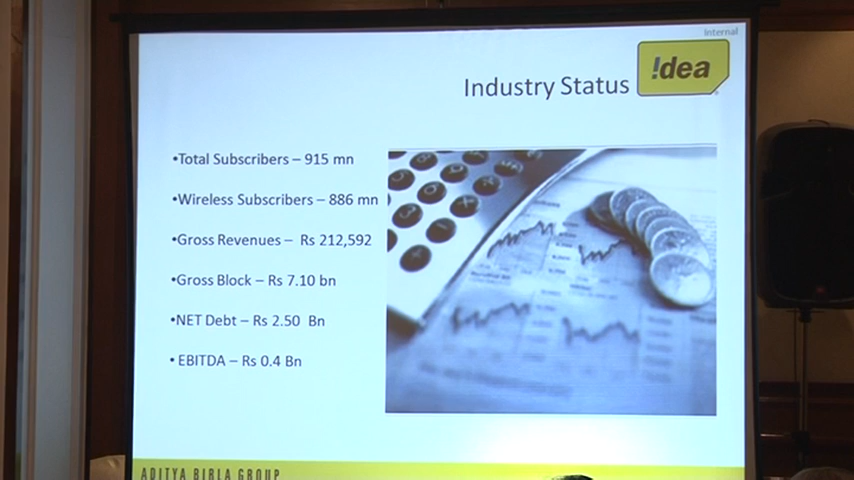 Internal
!dea
Industry Status
•Total Subscribers – 915 mn
•Wireless Subscribers – 886 mn
•Gross Revenues – Rs 212,592
•Gross Block – Rs 7.10 bn
•NET Debt – Rs 2.50 Bn
• EBITDA – Rs 0.4 Bn
ADITYA BIRLA GROUP